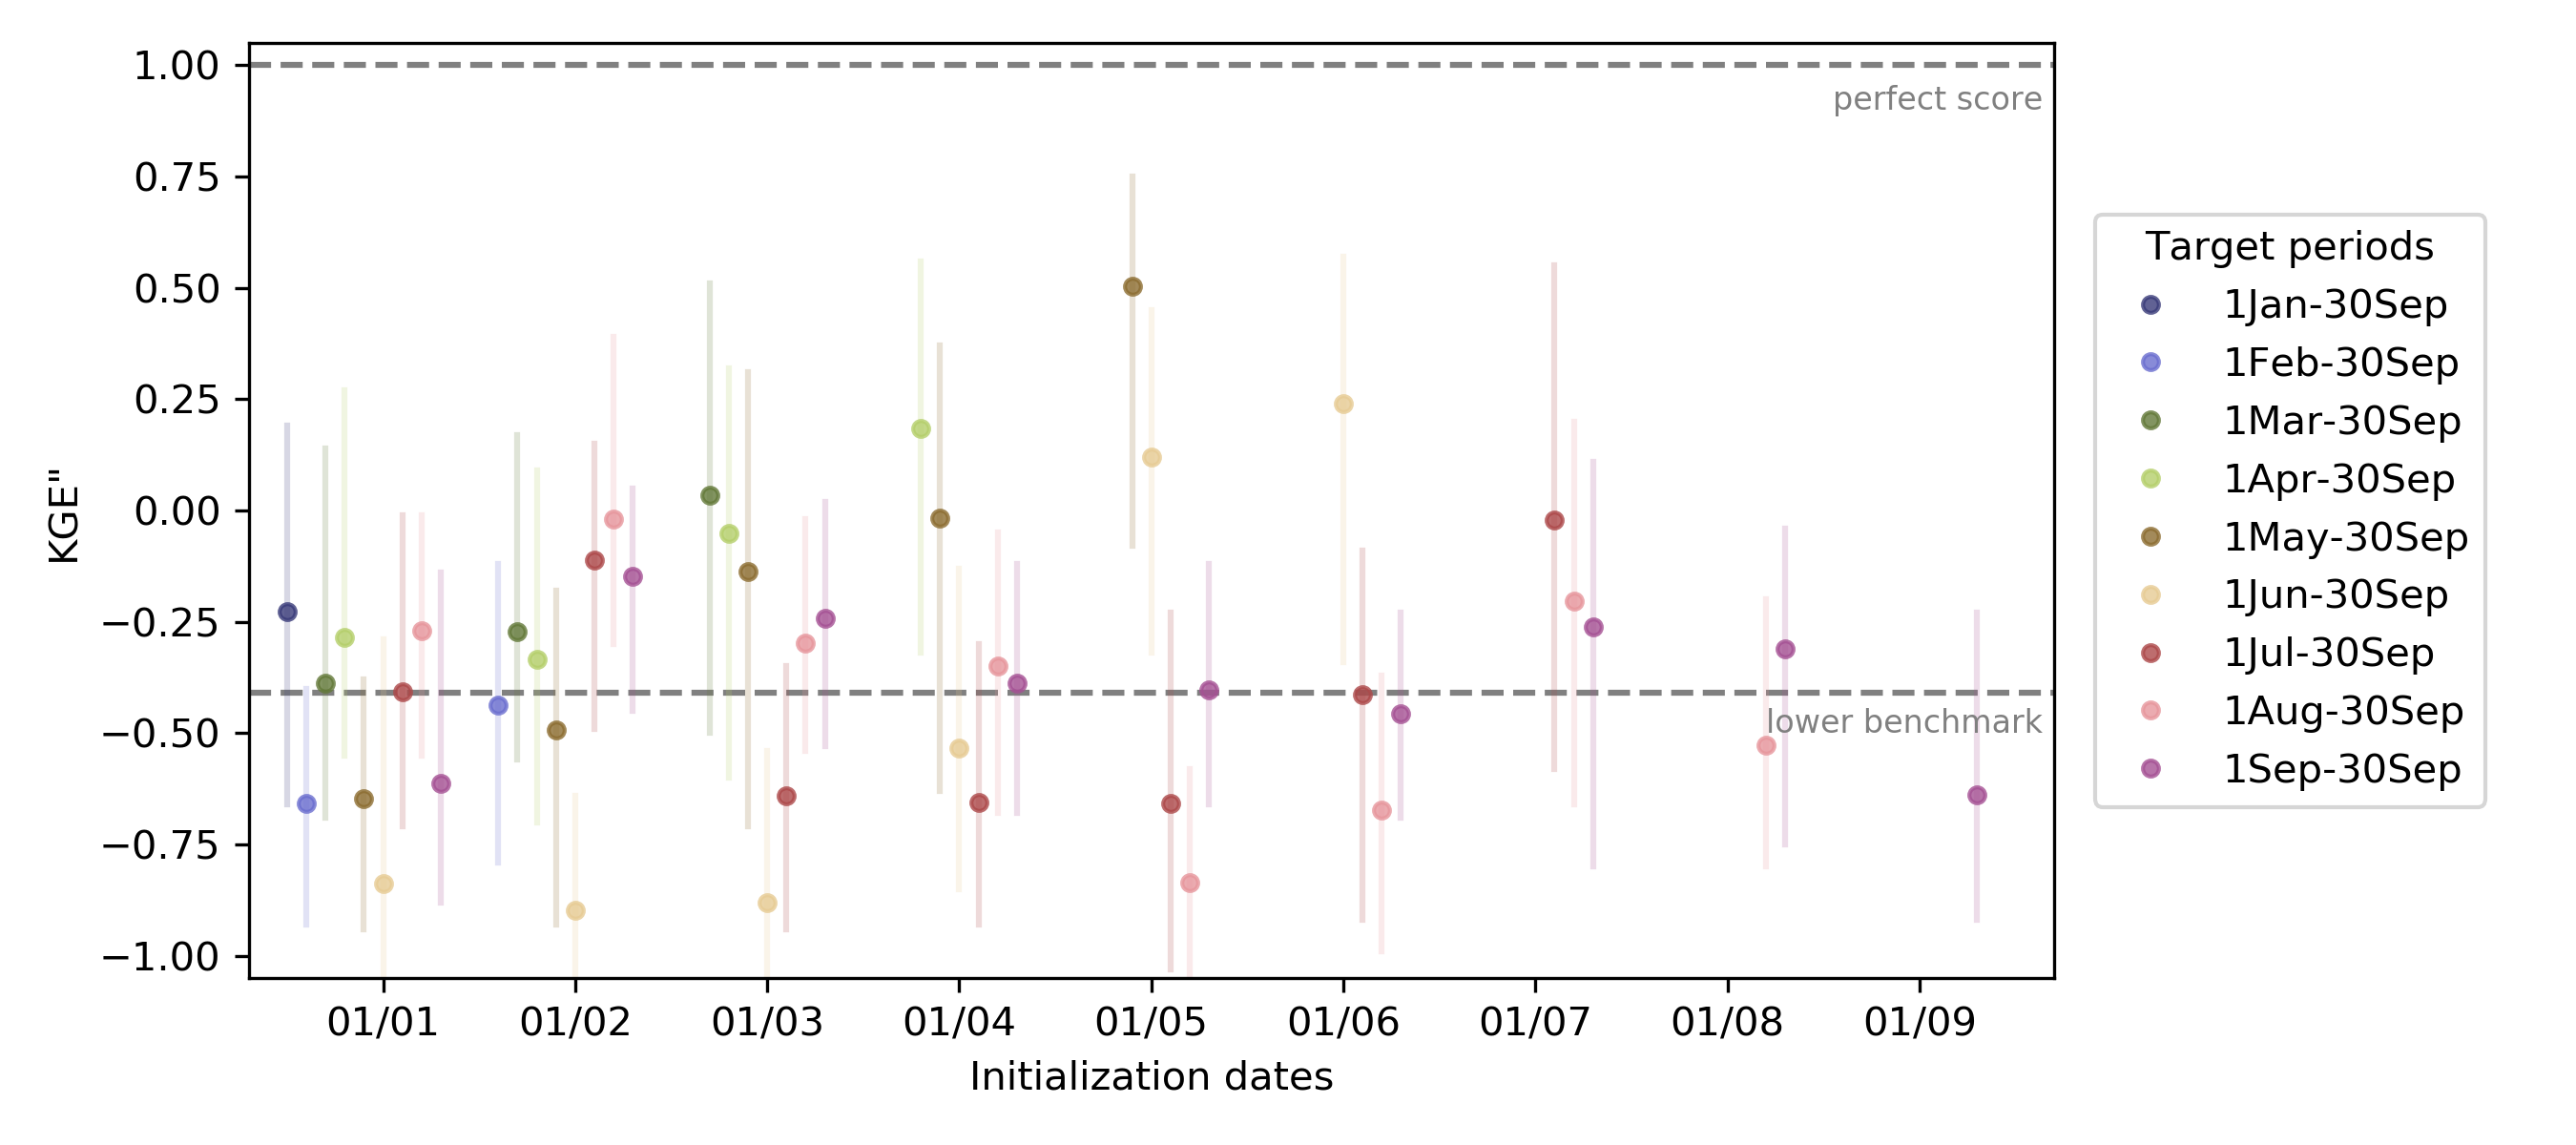 1.00
0.75
0.50
0.25
0.00
−0.25
−0.50
−0.75
−1.00
KGE"
perfect score
lower benchmark
01/01 01/02 01/03 01/04 01/05 01/06 01/07 01/08 01/09
Initialization dates
Target periods
1Jan-30Sep
1Feb-30Sep
1Mar-30Sep
1Apr-30Sep
1May-30Sep
1Jun-30Sep
1Jul-30Sep
1Aug-30Sep
1Sep-30Sep